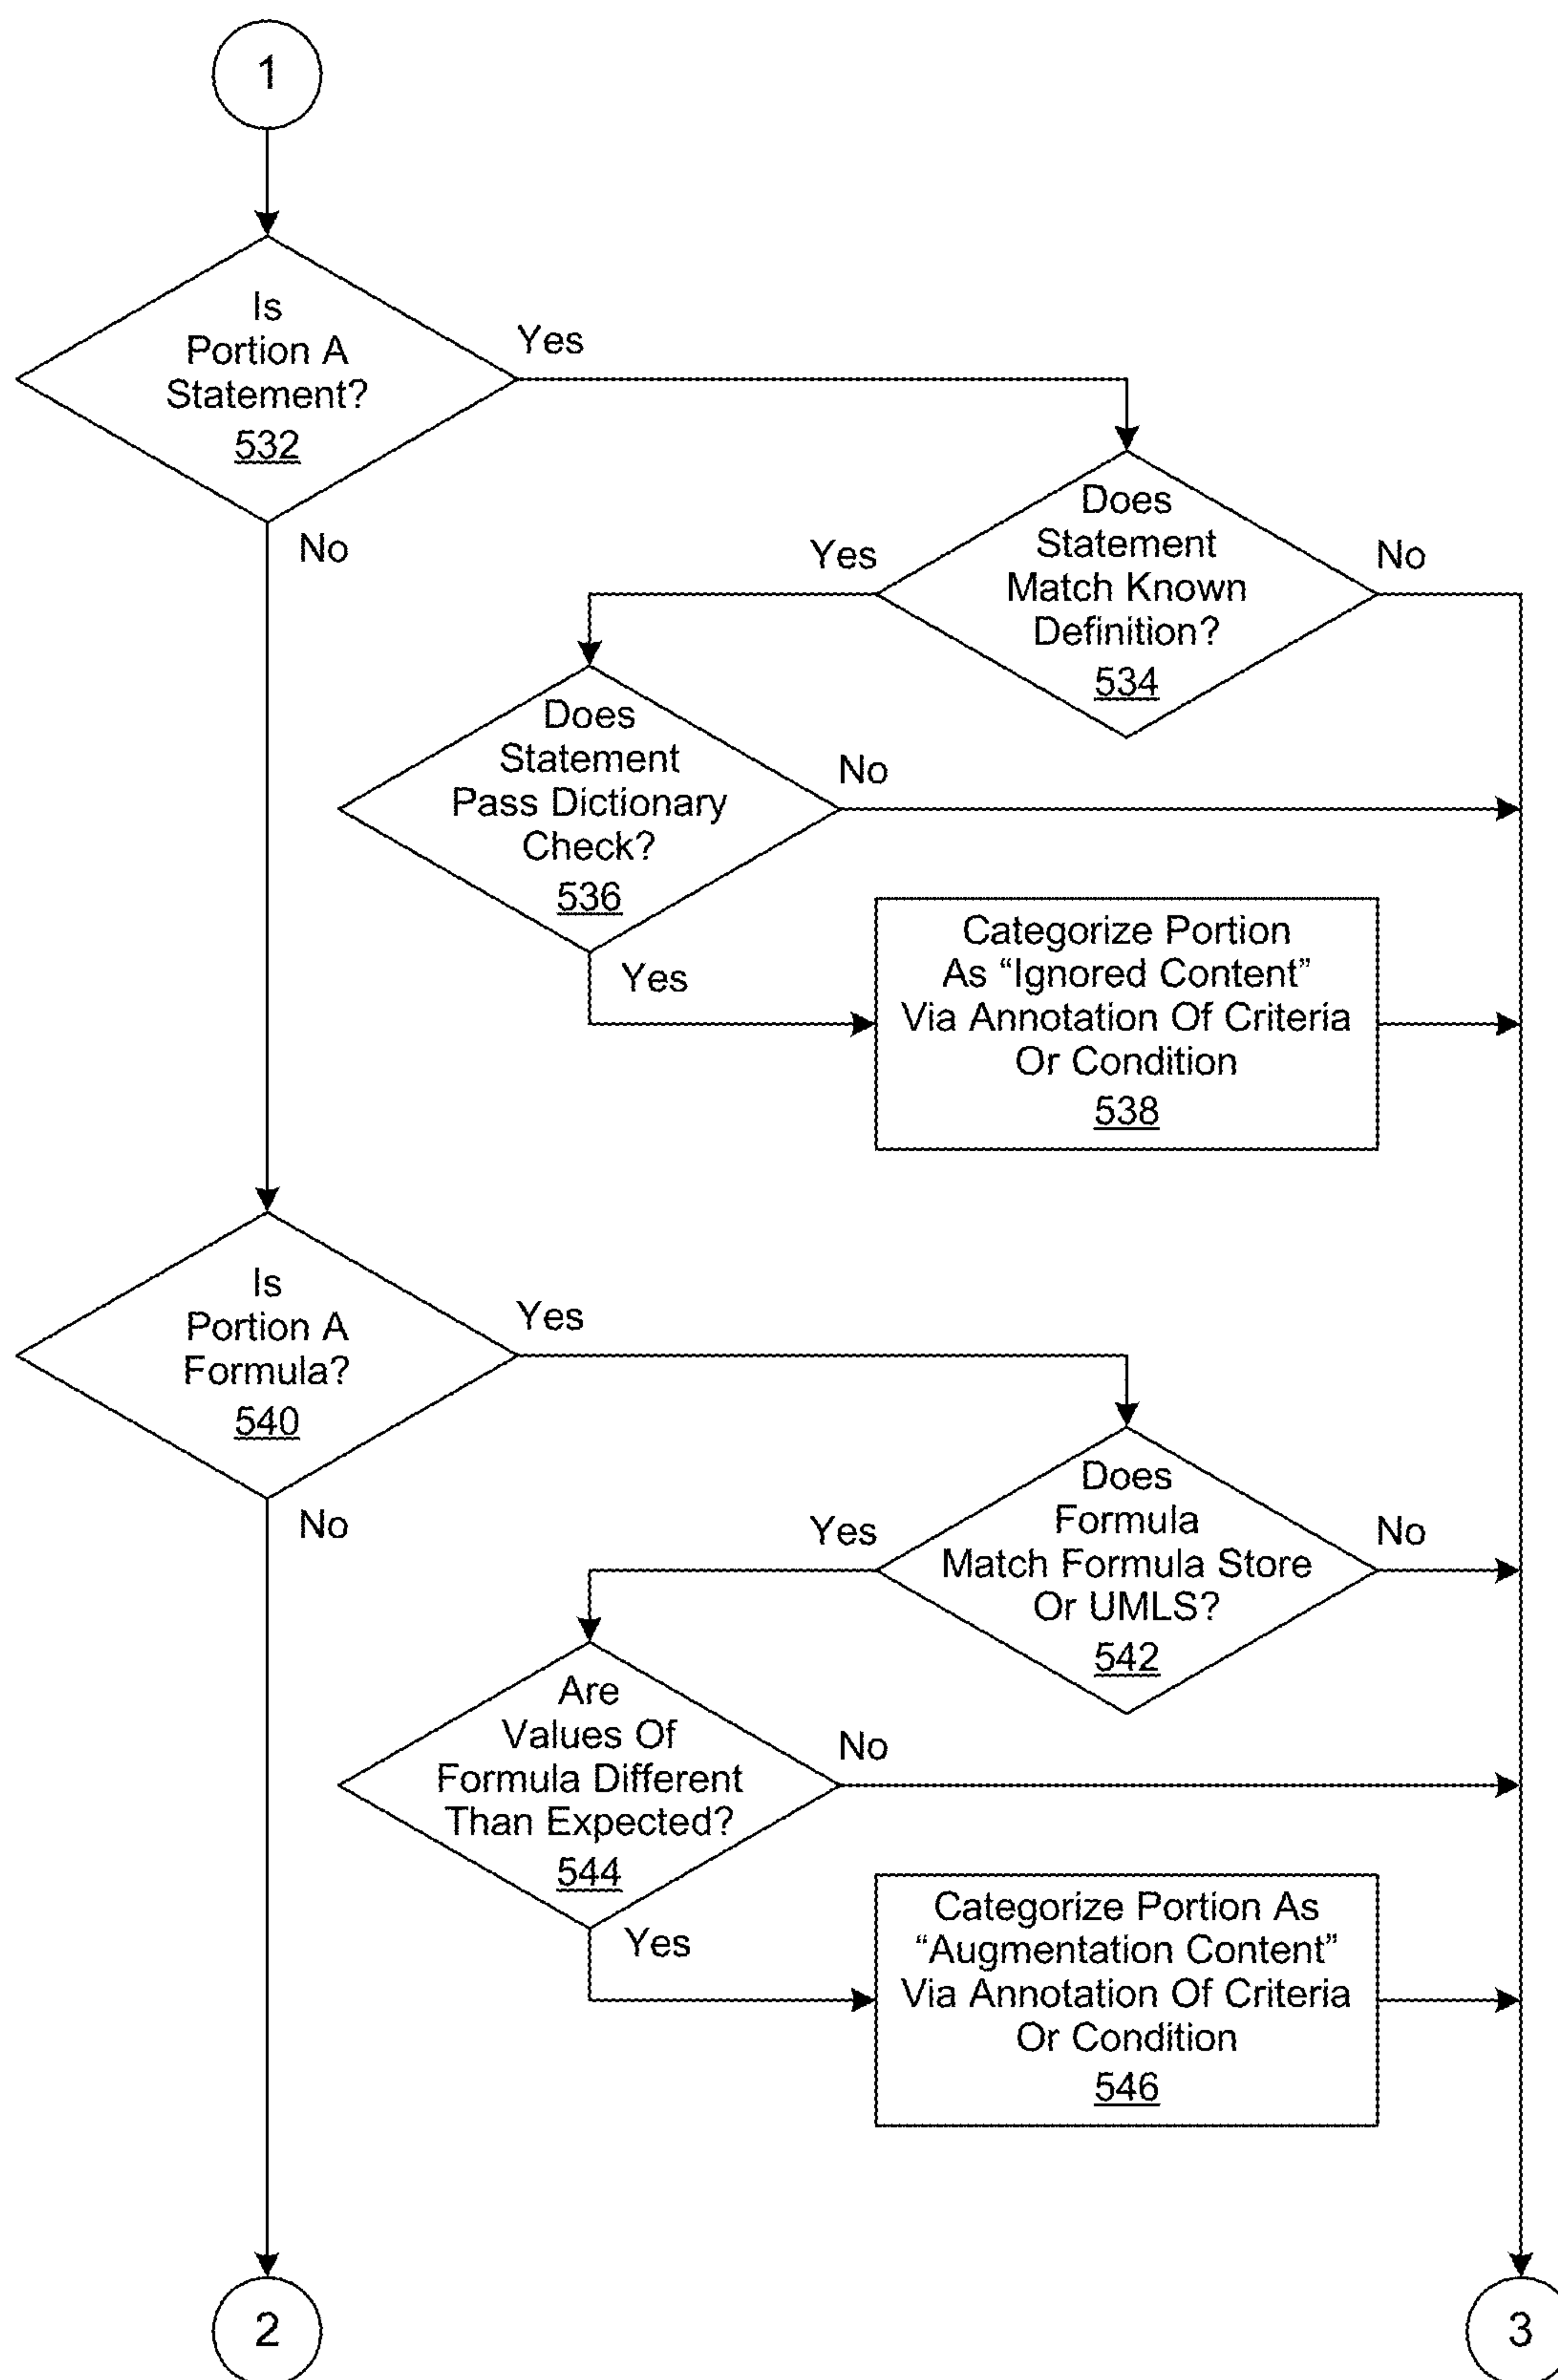 1
Is
Portion A
Statement?
532
Yes
No
Does
Statement
Match Known
Definition?
534
Yes
No
Does
Statement
Pass Dictionary
Check?
536
No
Yes
Categorize Portion
As “Ignored Content”
Via Annotation Of Criteria
Or Condition
538
Is
Portion A
Formula?
540
Yes
No
Does
Formula
Match Formula Store
Or UMLS?
542
Yes
No
Are
Values Of
Formula Different
Than Expected?
544
No
Yes
Categorize Portion As
“Augmentation Content”
Via Annotation Of Criteria
Or Condition
546
2
3